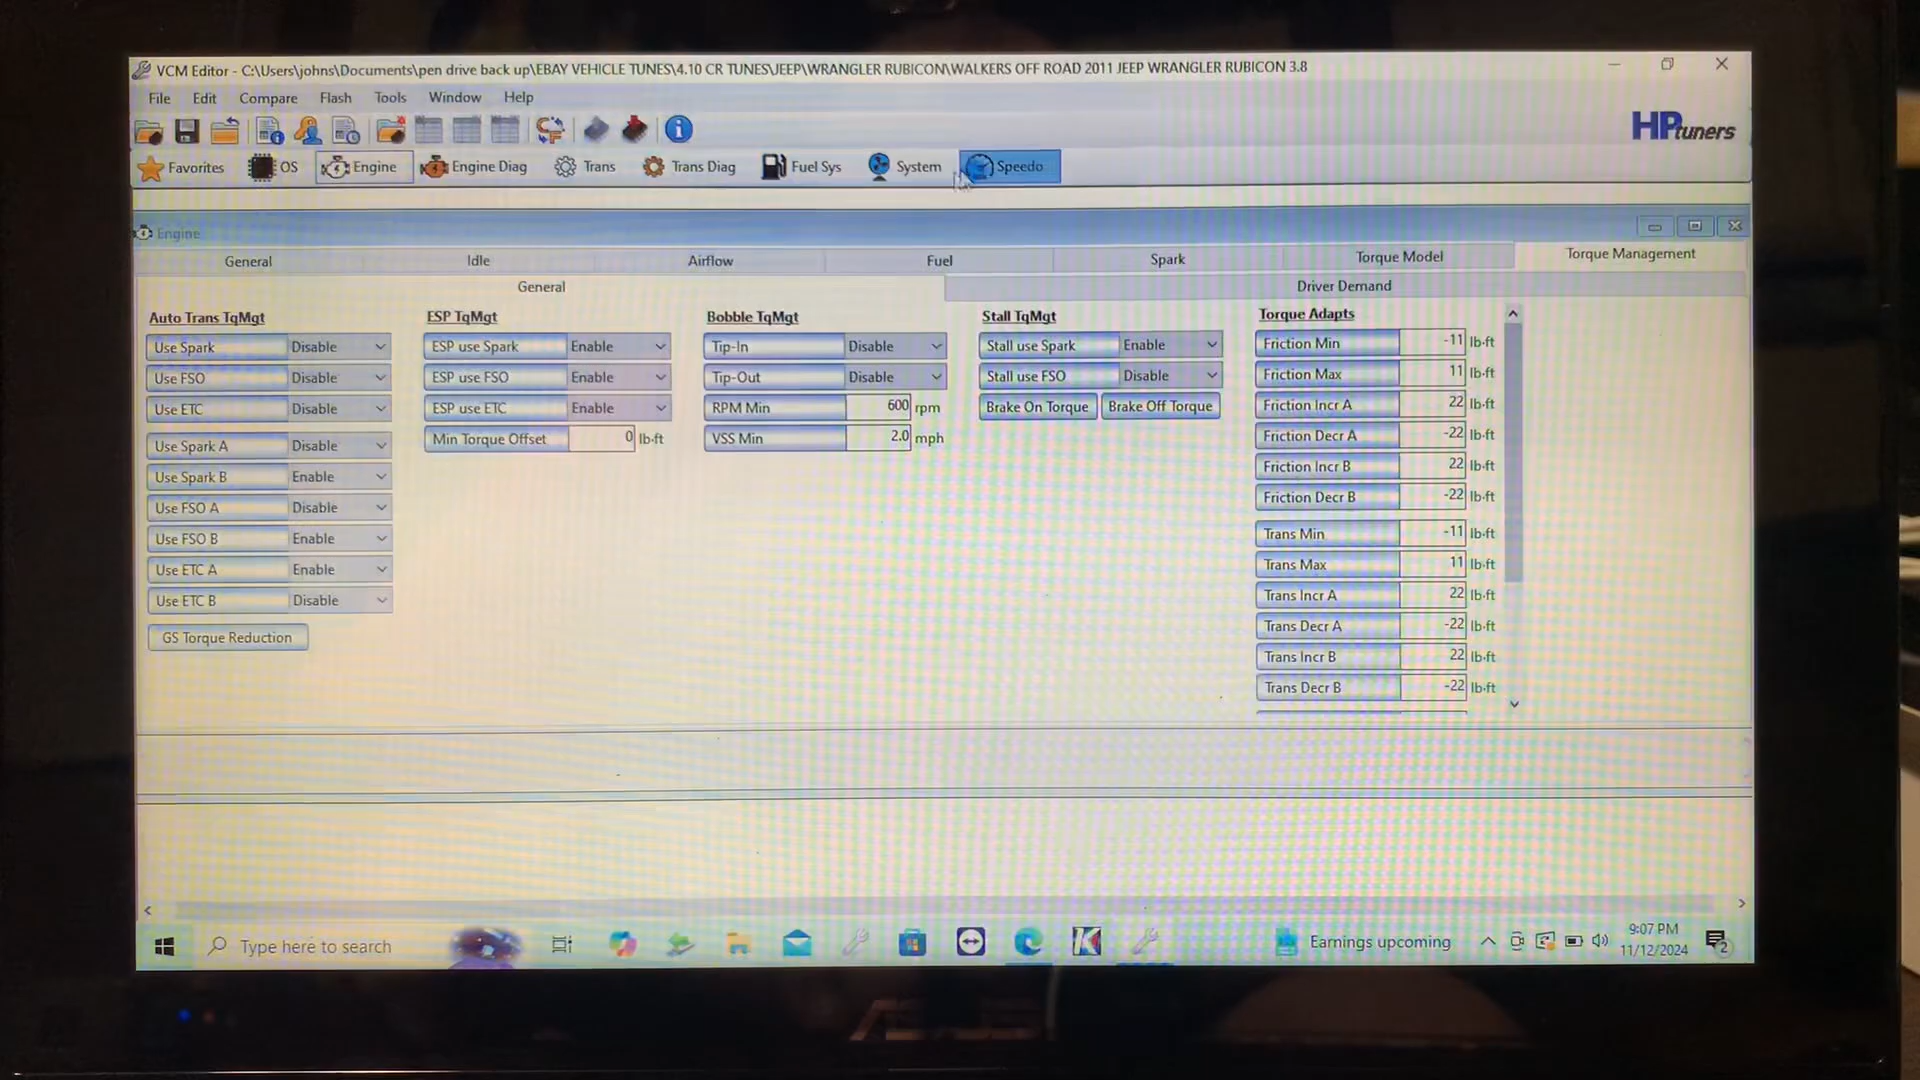 VCM Editor - C:\Users\johns\Documents\pen drive back up\EBAY VEHICLE TUNES\4.10 CR TUNES\JEEP\WRANGLER RUBICON\WALKERS OFF ROAD 2011 JEEP WRANGLER RUBICON 3.8
File Edit Compare Flash Tools Window Help
HPtuners
Favorites OS Engine Engine Diag Trans Trans Diag Fuel Sys System Speedo
Engine
General Idle Airflow Fuel Spark Torque Model Torque Management
General Driver Demand
Auto Trans TqMgt
Use Spark Disable
Use FSO Disable
Use ETC Disable
Use Spark A Disable
Use Spark B Enable
Use FSO A Disable
Use FSO B Enable
Use ETC A Enable
Use ETC B Disable
GS Torque Reduction
ESP TqMgt
ESP use Spark Enable
ESP use FSO Enable
ESP use ETC Enable
Min Torque Offset 0 lb·ft
Bobble TqMgt
Tip-In Disable
Tip-Out Disable
RPM Min 600 rpm
VSS Min 2.0 mph
Stall TqMgt
Stall use Spark Enable
Stall use FSO Disable
Brake On Torque Brake Off Torque
Torque Adapts
Friction Min -11 lb·ft
Friction Max 11 lb·ft
Friction Incr A 22 lb·ft
Friction Decr A -22 lb·ft
Friction Incr B 22 lb·ft
Friction Decr B -22 lb·ft
Trans Min -11 lb·ft
Trans Max 11 lb·ft
Trans Incr A 22 lb·ft
Trans Decr A -22 lb·ft
Trans Incr B 22 lb·ft
Trans Decr B -22 lb·ft
Type here to search
Earnings upcoming
9:07 PM
11/12/2024
2